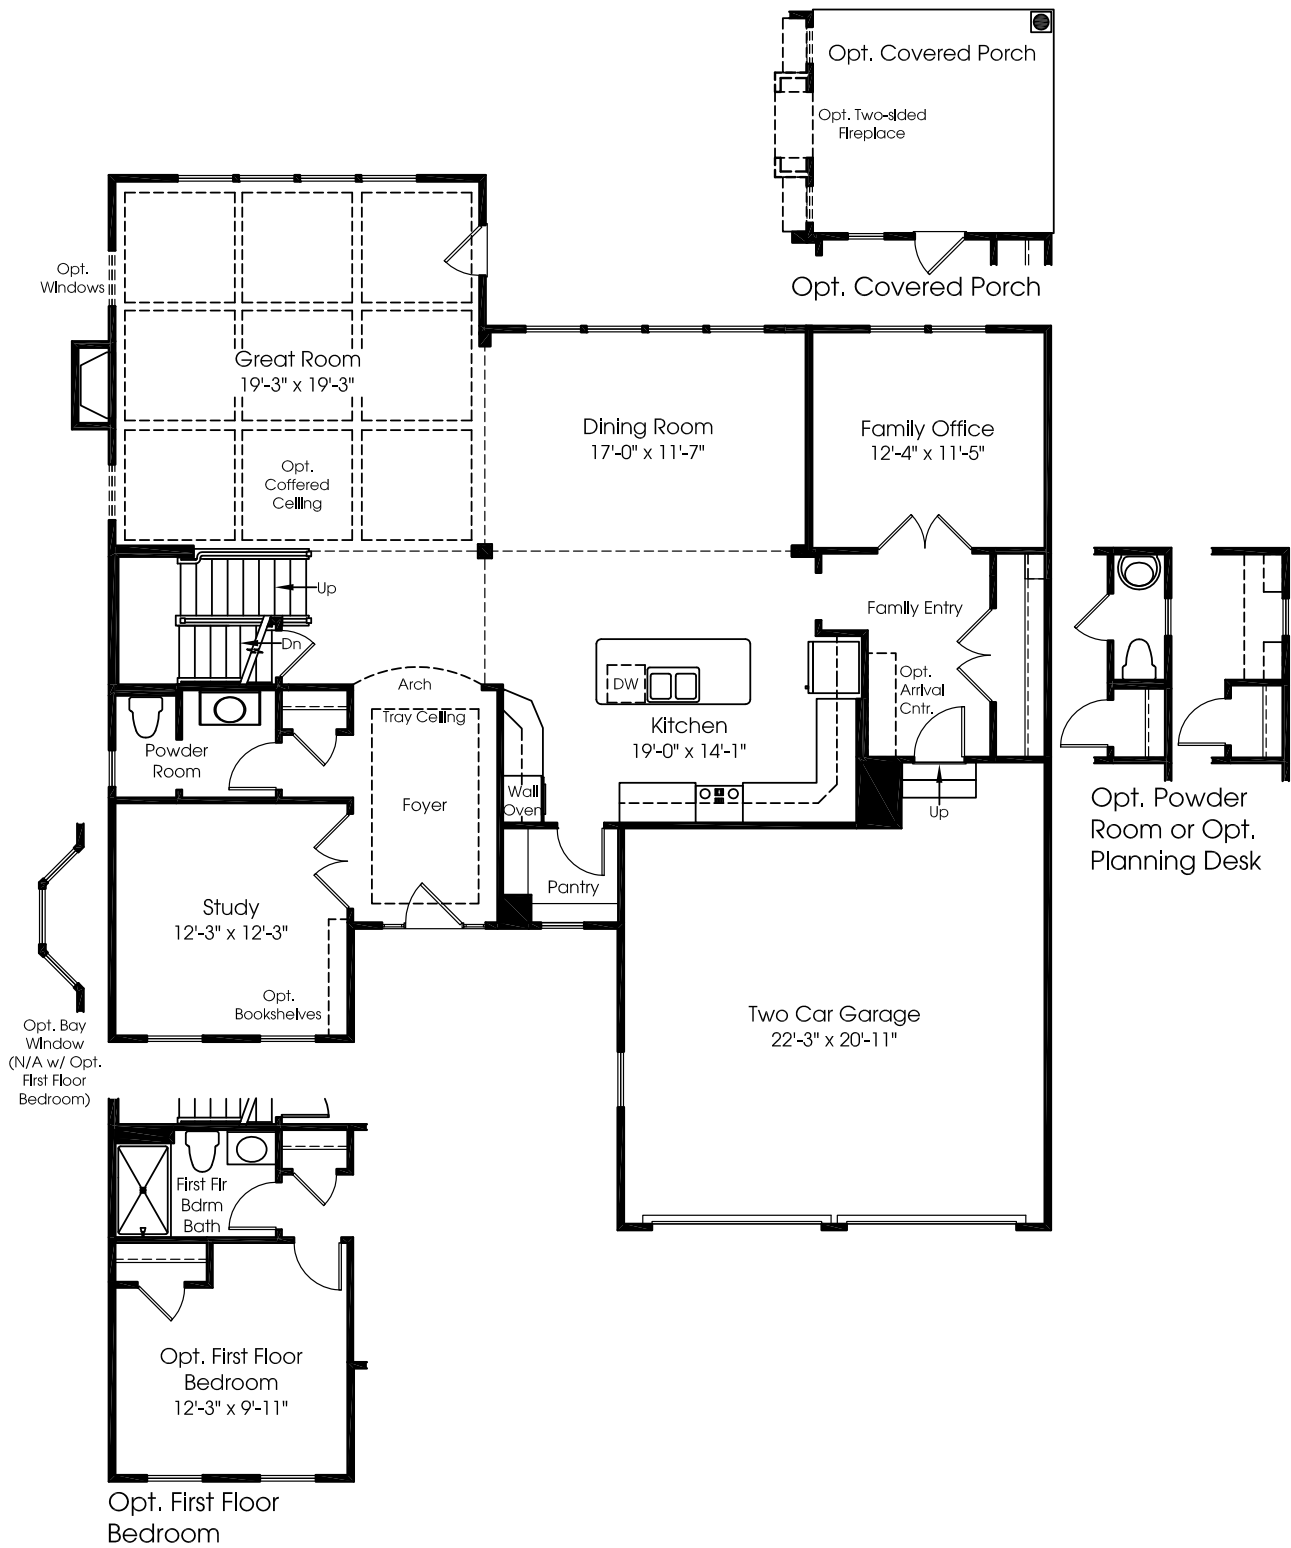 Opt. Covered Porch
Opt. Two-sided
Fireplace
Opt. Covered Porch
Opt.
Windows
Great Room
19'-3" x 19'-3"
Opt.
Coffered
Ceiling
Dining Room
17'-0" x 11'-7"
Family Office
12'-4" x 11'-5"
Up
Dn
Family Entry
Opt.
Arrival
Cntr.
Arch
Tray Ceiling
DW
Kitchen
19'-0" x 14'-1"
Powder
Room
Wall
Oven
Foyer
Up
Opt. Powder
Room or Opt.
Planning Desk
Pantry
Study
12'-3" x 12'-3"
Opt.
Bookshelves
Two Car Garage
22'-3" x 20'-11"
Opt. Bay
Window
(N/A w/ Opt.
First Floor
Bedroom)
First Flr
Bdrm
Bath
Opt. First Floor
Bedroom
12'-3" x 9'-11"
Opt. First Floor
Bedroom